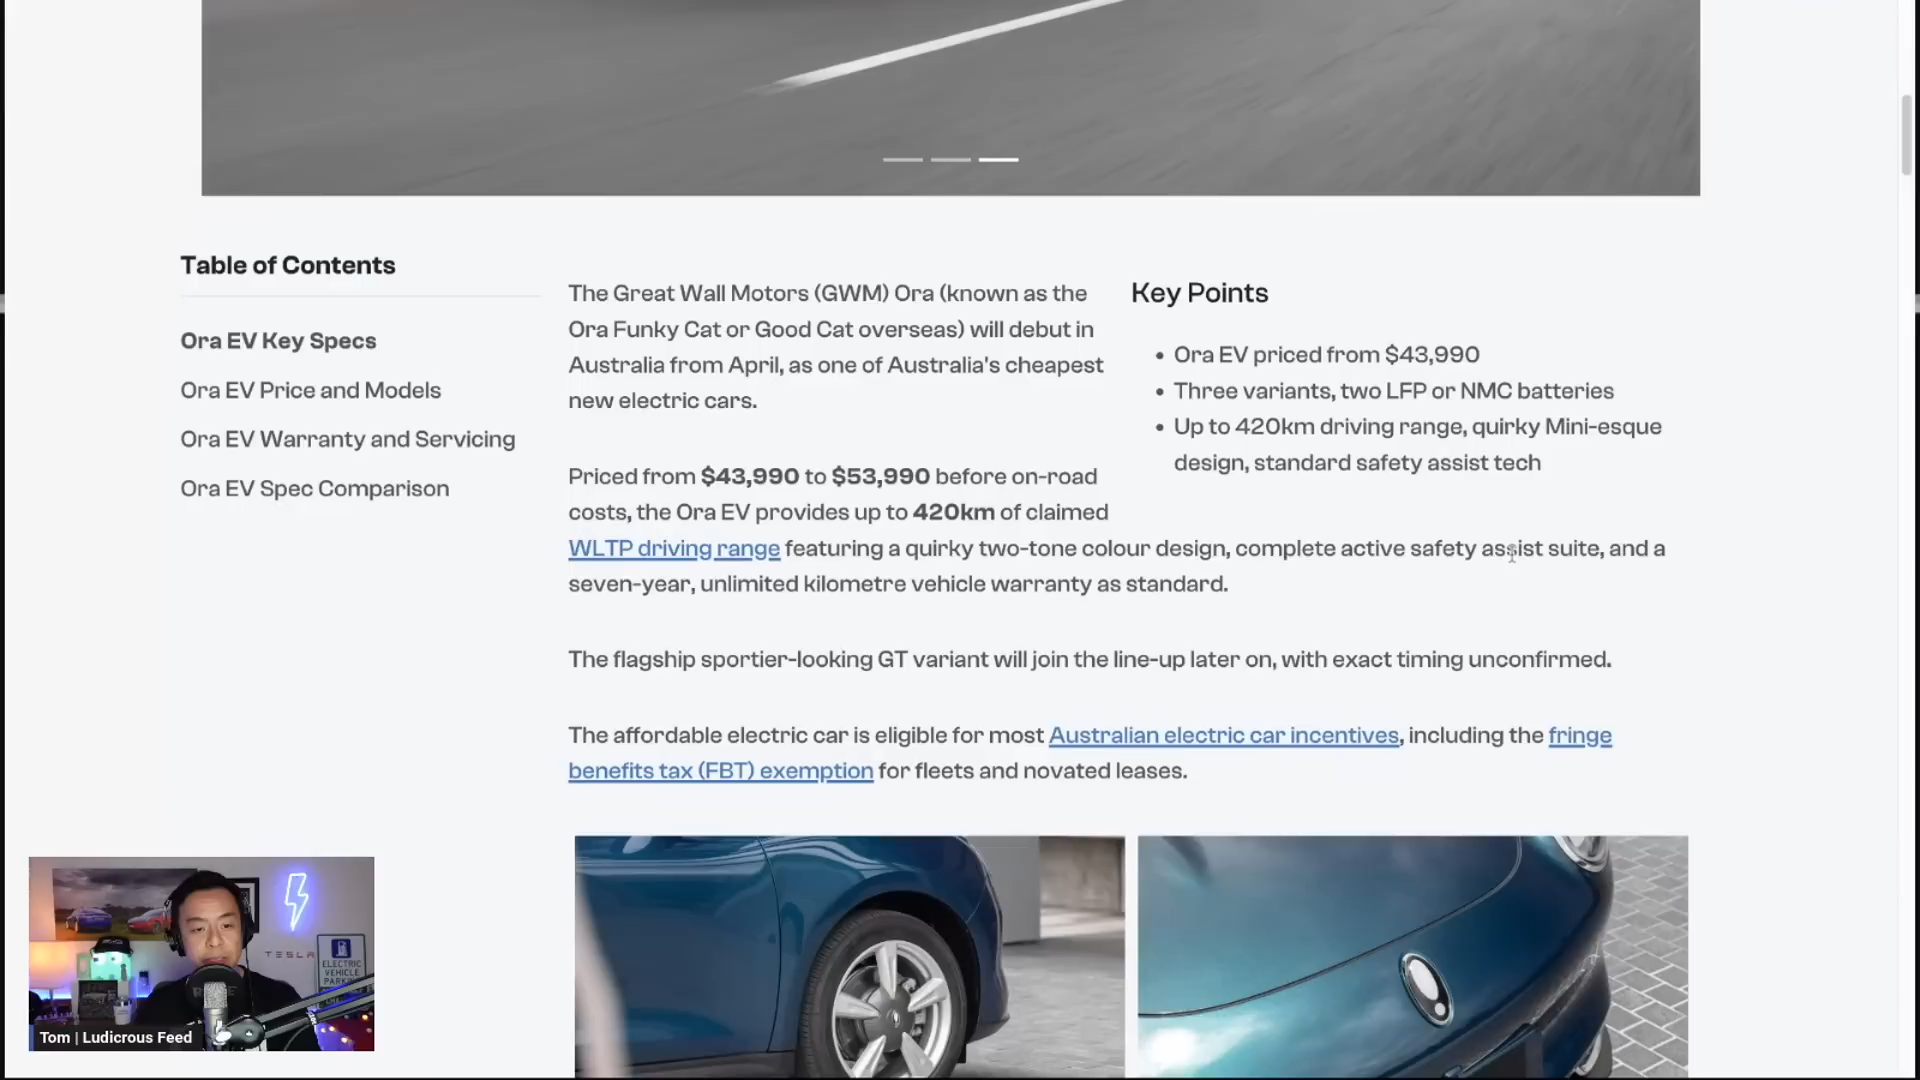 Table of Contents
Ora EV Key Specs
Ora EV Price and Models
Ora EV Warranty and Servicing
Ora EV Spec Comparison
The Great Wall Motors (GWM) Ora (known as the
Ora Funky Cat or Good Cat overseas) will debut in
Australia from April, as one of Australia's cheapest
new electric cars.
Key Points
• Ora EV priced from $43,990
• Three variants, two LFP or NMC batteries
• Up to 420km driving range, quirky Mini-esque
design, standard safety assist tech
Priced from $43,990 to $53,990 before on-road
costs, the Ora EV provides up to 420km of claimed
WLTP driving range featuring a quirky two-tone colour design, complete active safety assist suite, and a
seven-year, unlimited kilometre vehicle warranty as standard.
The flagship sportier-looking GT variant will join the line-up later on, with exact timing unconfirmed.
The affordable electric car is eligible for most Australian electric car incentives, including the fringe
benefits tax (FBT) exemption for fleets and novated leases.
TESLA
ELECTRIC
VEHICLE
PARKING
Tom | Ludicrous Feed